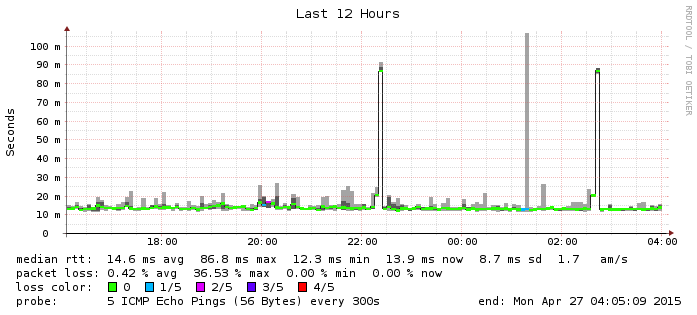 Last 12 Hours
RRDTOOL / TOBI OETIKER
Seconds
100 m
90 m
80 m
70 m
60 m
50 m
40 m
30 m
20 m
10 m
0
18:00 20:00 22:00 00:00 02:00 04:00
median rtt: 14.6 ms avg 86.8 ms max 12.3 ms min 13.9 ms now 8.7 ms sd 1.7 am/s
packet loss: 0.42 % avg 36.53 % max 0.00 % min 0.00 % now
loss color: 0 1/5 2/5 3/5 4/5
probe: 5 ICMP Echo Pings (56 Bytes) every 300s end: Mon Apr 27 04:05:09 2015